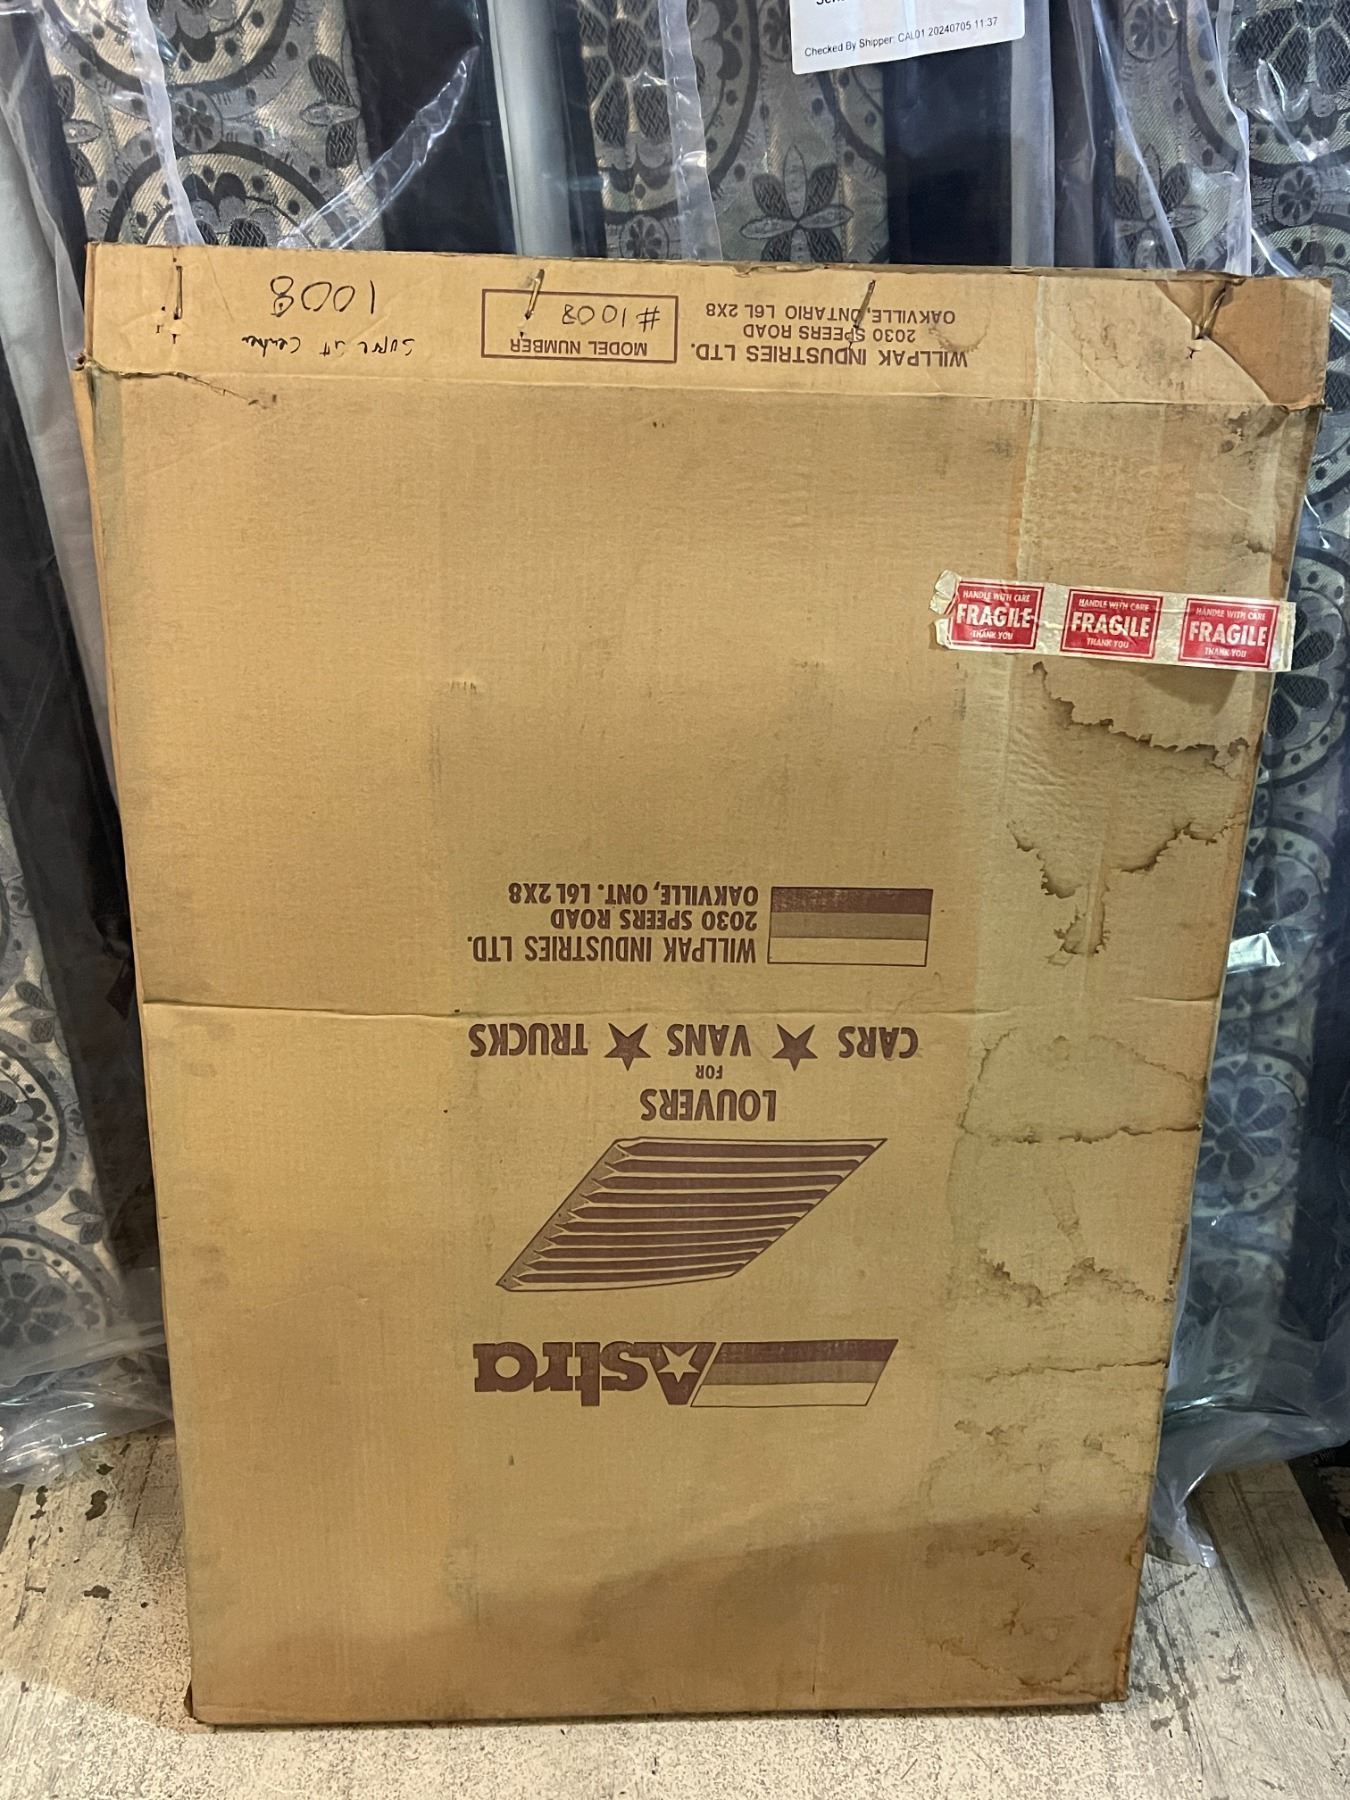 Checked By Shipper: CAL01 20240705 11:37
WILLPAK INDUSTRIES LTD.
2030 SPEERS ROAD
OAKVILLE, ONTARIO L6L 2X8
MODEL NUMBER
#1008
1008
HANDLE WITH CARE
FRAGILE
THANK YOU
HANDLE WITH CARE
FRAGILE
THANK YOU
HANDLE WITH CARE
FRAGILE
THANK YOU
Astra
LOUVERS
FOR
CARS ★ VANS ★ TRUCKS
WILLPAK INDUSTRIES LTD.
2030 SPEERS ROAD
OAKVILLE, ONT. L6L 2X8